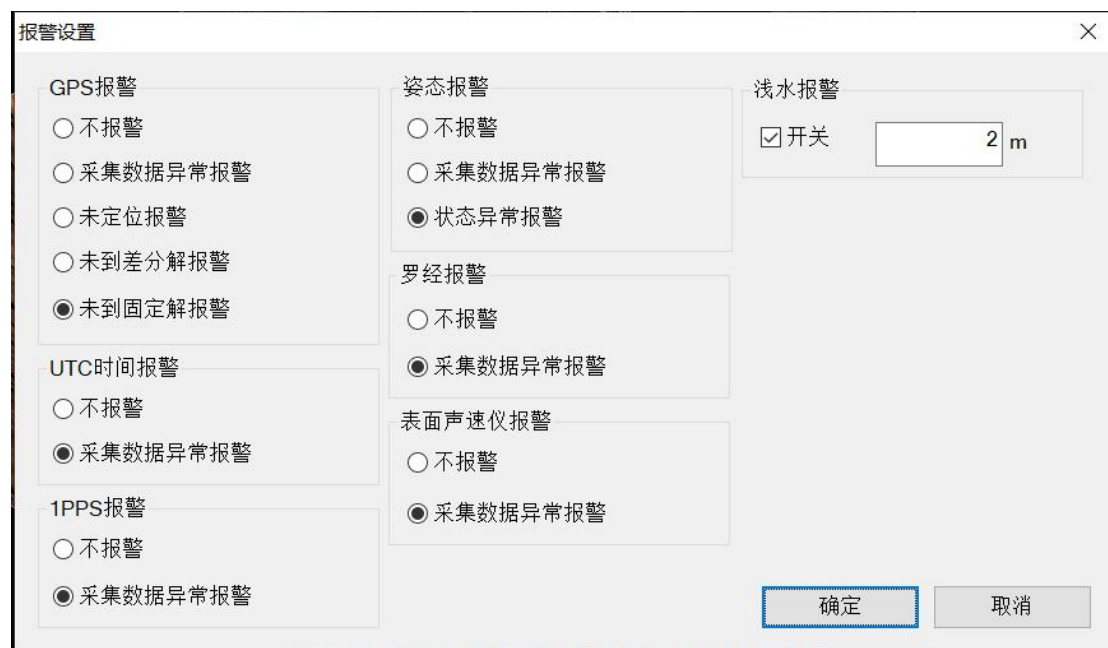 报警设置
GPS报警
不报警
采集数据异常报警
未定位报警
未到差分解报警
未到固定解报警
UTC时间报警
不报警
采集数据异常报警
1PPS报警
不报警
采集数据异常报警
姿态报警
不报警
采集数据异常报警
状态异常报警
罗经报警
不报警
采集数据异常报警
表面声速仪报警
不报警
采集数据异常报警
浅水报警
开关 2 m
确定 取消